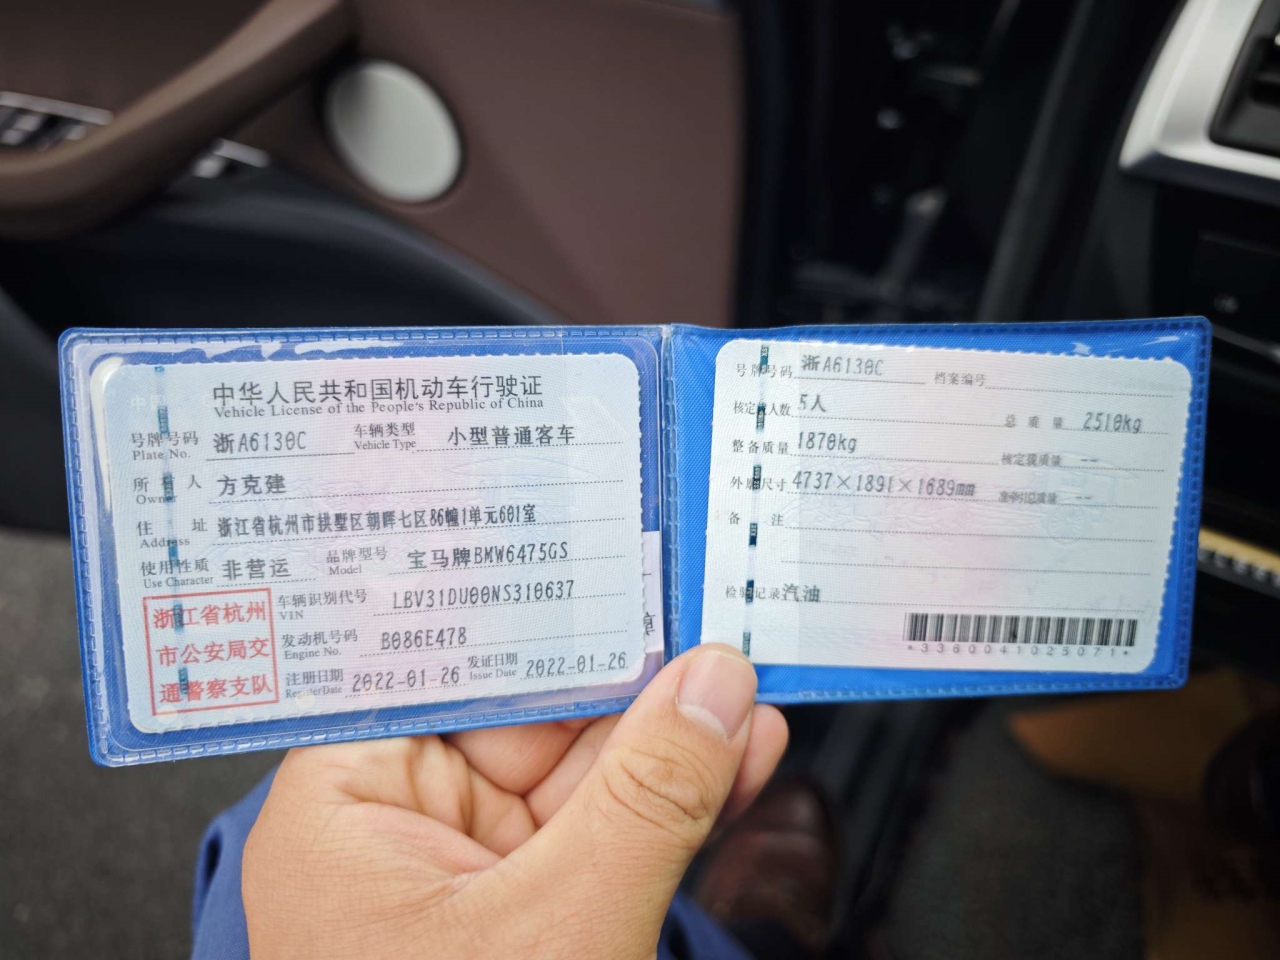 中华人民共和国机动车行驶证
Vehicle License of the People's Republic of China
号牌号码 浙A6130C 车辆类型 小型普通客车
Plate No. Vehicle Type
所有人 方克建
Owner
住址 浙江省杭州市拱墅区朝晖七区86幢1单元601室
Address
使用性质 非营运 品牌型号 宝马牌BMW6475GS
Use Character Model
浙江省杭州
市公安局交
通警察支队
车辆识别代号 LBV31DU00NS310637
VIN
发动机号码 B086E478
Engine No.
注册日期 2022-01-26 发证日期 2022-01-26
Register Date Issue Date
号牌号码 浙A6130C 档案编号
核定载人数 5人 总质量 2510kg
整备质量 1870kg 核定载质量 --
外廓尺寸 4737×1891×1689mm 准牵引总质量 --
备注
检验记录 汽油
*3360041025071*